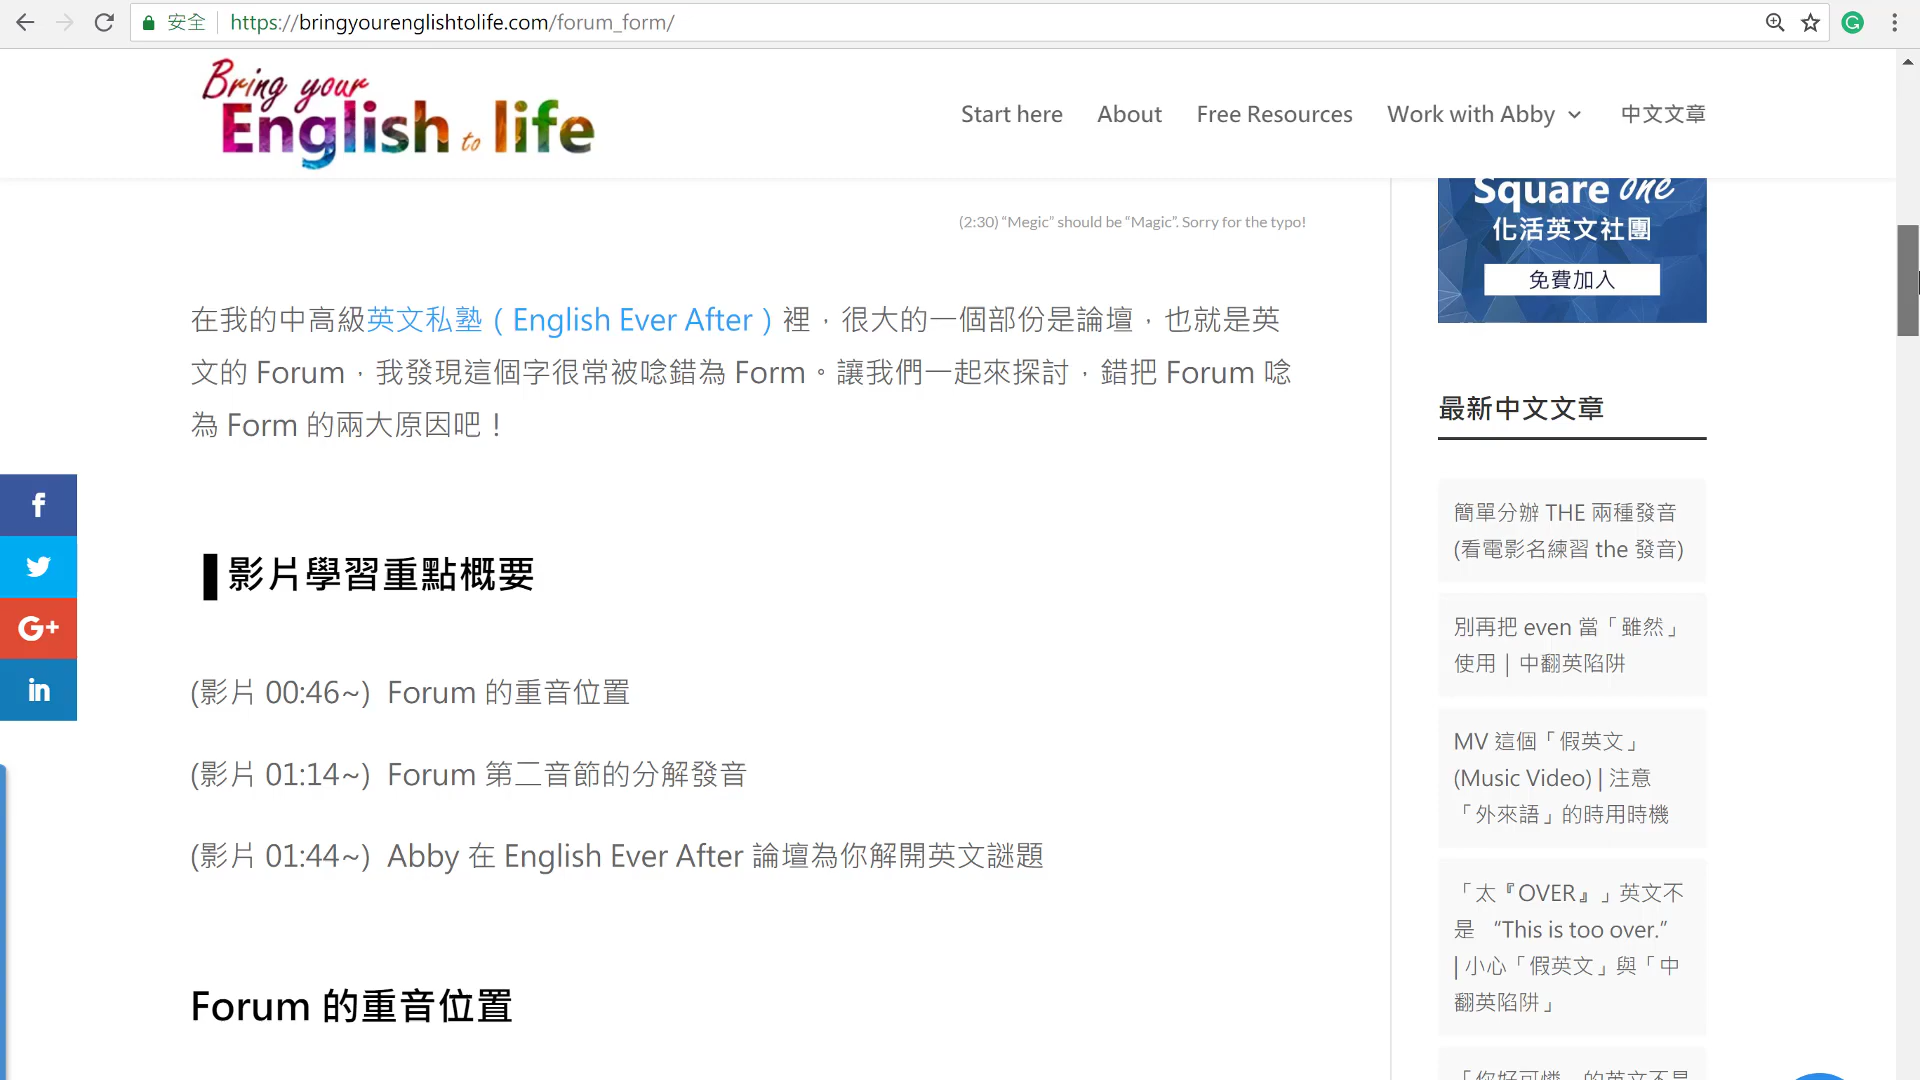 安全
https://bringyourenglishtolife.com/forum_form/
Bring your
English to life
Start here
About
Free Resources
Work with Abby
中文文章
(2:30) “Megic” should be “Magic”. Sorry for the typo!
在我的中高級英文私塾（English Ever After）裡，很大的一個部份是論壇，也就是英
文的 Forum，我發現這個字很常被唸錯為 Form。讓我們一起來探討，錯把 Forum 唸
為 Form 的兩大原因吧！
影片學習重點概要
(影片 00:46~) Forum 的重音位置
(影片 01:14~) Forum 第二音節的分解發音
(影片 01:44~) Abby 在 English Ever After 論壇為你解開英文謎題
Forum 的重音位置
Square One
化活英文社團
免費加入
最新中文文章
簡單分辦 THE 兩種發音
(看電影名練習 the 發音)
別再把 even 當「雖然」
使用 | 中翻英陷阱
MV 這個「假英文」
(Music Video) | 注意
「外來語」的時用時機
「太『OVER』」英文不
是 “This is too over.”
| 小心「假英文」與「中
翻英陷阱」
「你好可憐」的英文不是
f
G+
in